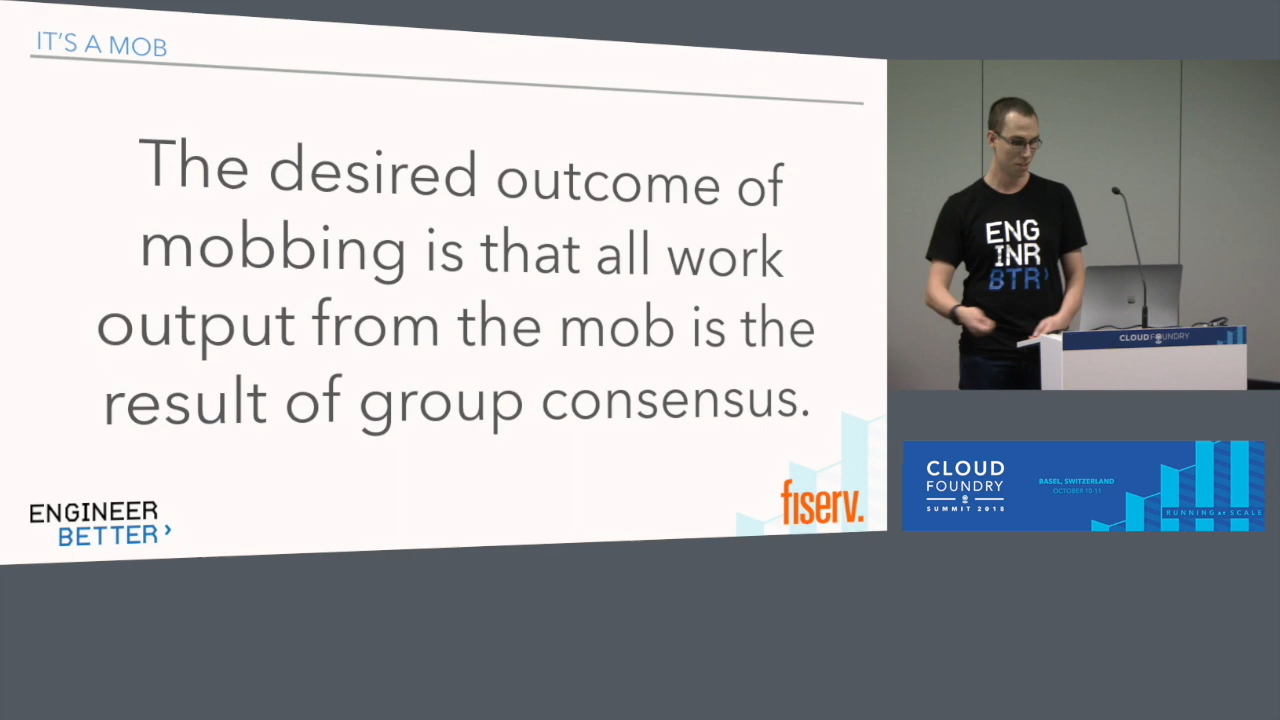 IT'S A MOB
The desired outcome of
mobbing is that all work
output from the mob is the
result of group consensus.
ENGINEER
BETTER
fiserv.
ENG
INR
BTR
CLOUD FOUNDRY
CLOUD
FOUNDRY
SUMMIT 2018
BASEL, SWITZERLAND
OCTOBER 10-11
RUNNING at SCALE